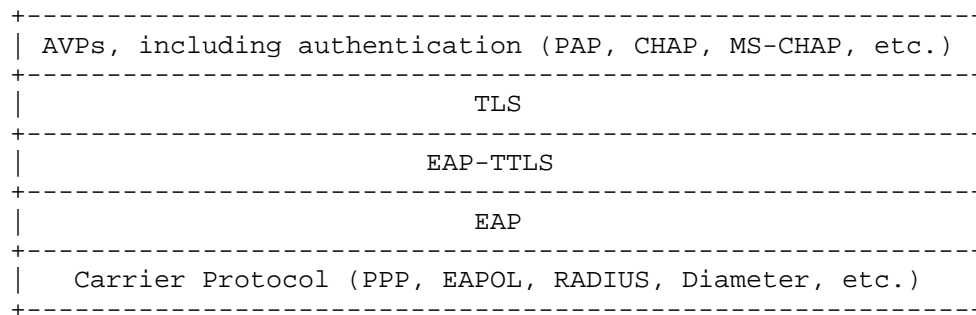 +-----------------------------------------------------------
| AVPs, including authentication (PAP, CHAP, MS-CHAP, etc.)
+-----------------------------------------------------------
| TLS
+-----------------------------------------------------------
| EAP-TTLS
+-----------------------------------------------------------
| EAP
+-----------------------------------------------------------
| Carrier Protocol (PPP, EAPOL, RADIUS, Diameter, etc.)
+-----------------------------------------------------------